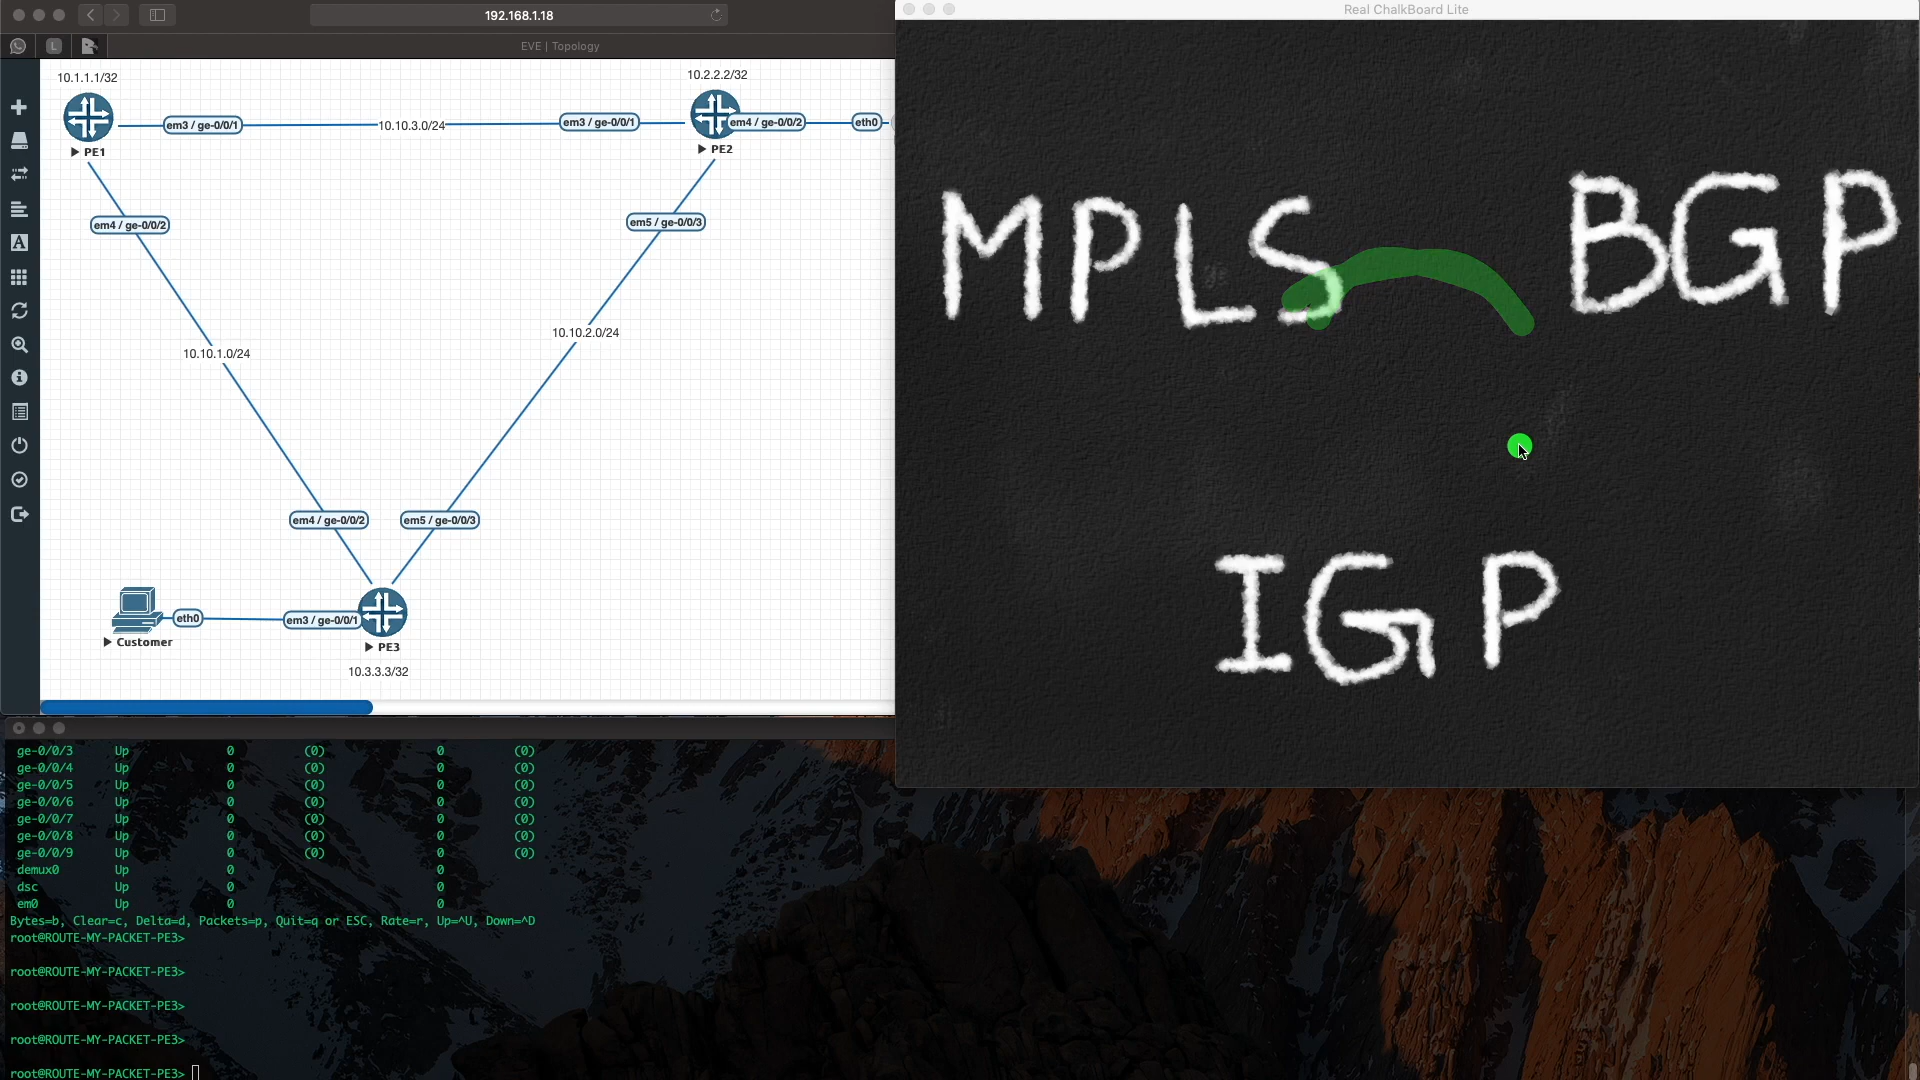 192.168.1.18
Real ChalkBoard Lite
L
EVE | Topology
10.1.1.1/32
10.2.2.2/32
em3 / ge-0/0/1
10.10.3.0/24
em3 / ge-0/0/1
em4 / ge-0/0/2
eth0
PE1
PE2
em4 / ge-0/0/2
em5 / ge-0/0/3
10.10.1.0/24
10.10.2.0/24
em4 / ge-0/0/2
em5 / ge-0/0/3
eth0
em3 / ge-0/0/1
Customer
PE3
10.3.3.3/32
MPLS
BGP
IGP
ge-0/0/3 Up 0 (0) 0 (0)
ge-0/0/4 Up 0 (0) 0 (0)
ge-0/0/5 Up 0 (0) 0 (0)
ge-0/0/6 Up 0 (0) 0 (0)
ge-0/0/7 Up 0 (0) 0 (0)
ge-0/0/8 Up 0 (0) 0 (0)
ge-0/0/9 Up 0 (0) 0 (0)
demux0 Up 0 0
dsc Up 0 0
em0 Up 0 0
Bytes=b, Clear=c, Delta=d, Packets=p, Quit=q or ESC, Rate=r, Up=^U, Down=^D
root@ROUTE-MY-PACKET-PE3>
root@ROUTE-MY-PACKET-PE3>
root@ROUTE-MY-PACKET-PE3>
root@ROUTE-MY-PACKET-PE3>
root@ROUTE-MY-PACKET-PE3>